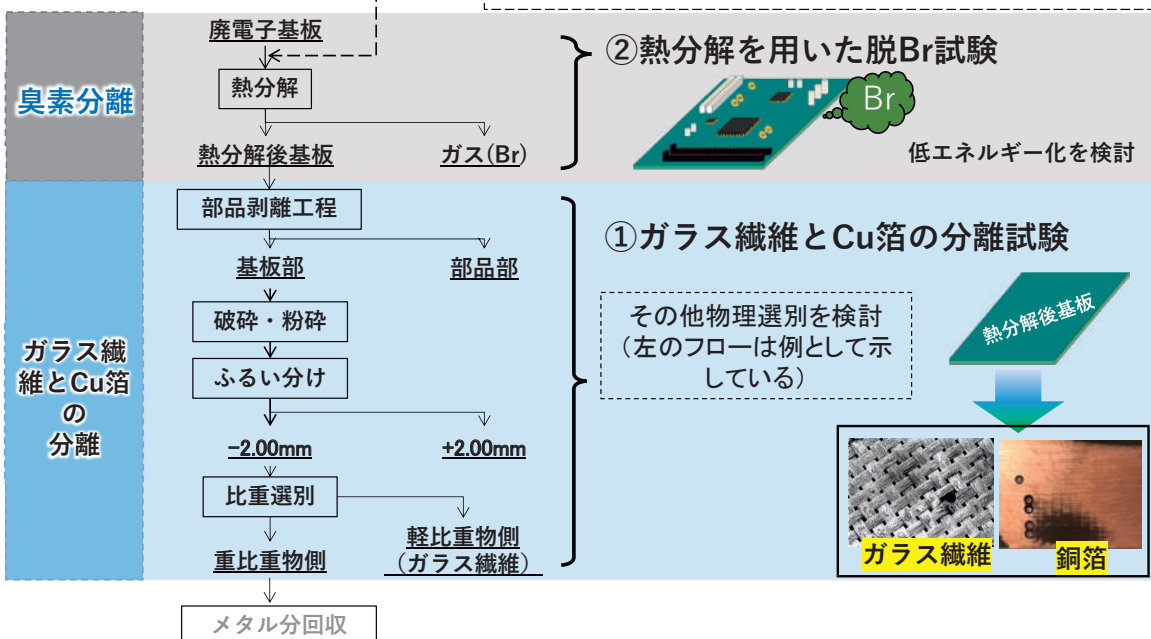 臭素分離
廃電子基板
熱分解
熱分解後基板
ガス(Br)
②熱分解を用いた脱Br試験
Br
低エネルギー化を検討
ガラス繊
維とCu箔
の
分離
部品剥離工程
基板部
部品部
破砕・粉砕
ふるい分け
-2.00mm
+2.00mm
比重選別
重比重物側
軽比重物側
(ガラス繊維)
メタル分回収
①ガラス繊維とCu箔の分離試験
その他物理選別を検討
(左のフローは例として示
している)
熱分解後基板
ガラス繊維
銅箔